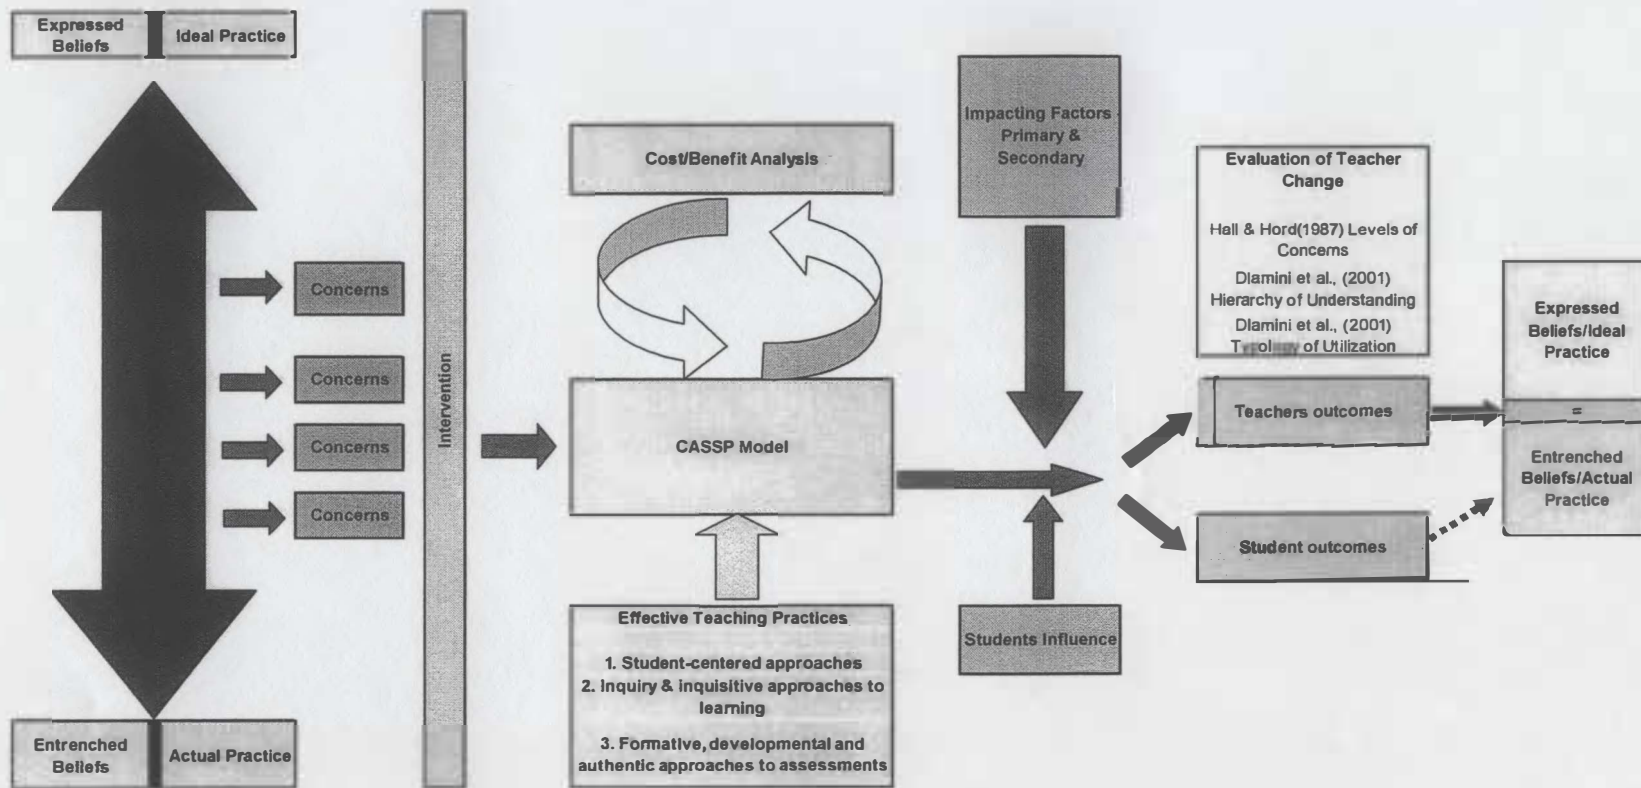 Expressed
Beliefs
Ideal Practice
Concerns
Concerns
Concerns
Concerns
Entrenched
Beliefs
Actual Practice
Intervention
Cost/Benefit Analysis
CASSP Model
Effective Teaching Practices
1. Student-centered approaches
2. Inquiry & inquisitive approaches to
learning
3. Formative, developmental and
authentic approaches to assessments
Impacting Factors
Primary &
Secondary
Students Influence
Evaluation of Teacher
Change
Hall & Hord(1987) Levels of
Concerns
Dlamini et al., (2001)
Hierarchy of Understanding
Dlamini et al., (2001)
Typology of Utilization
Teachers outcomes
Student outcomes
Expressed
Beliefs/Ideal
Practice
=
Entrenched
Beliefs/Actual
Practice